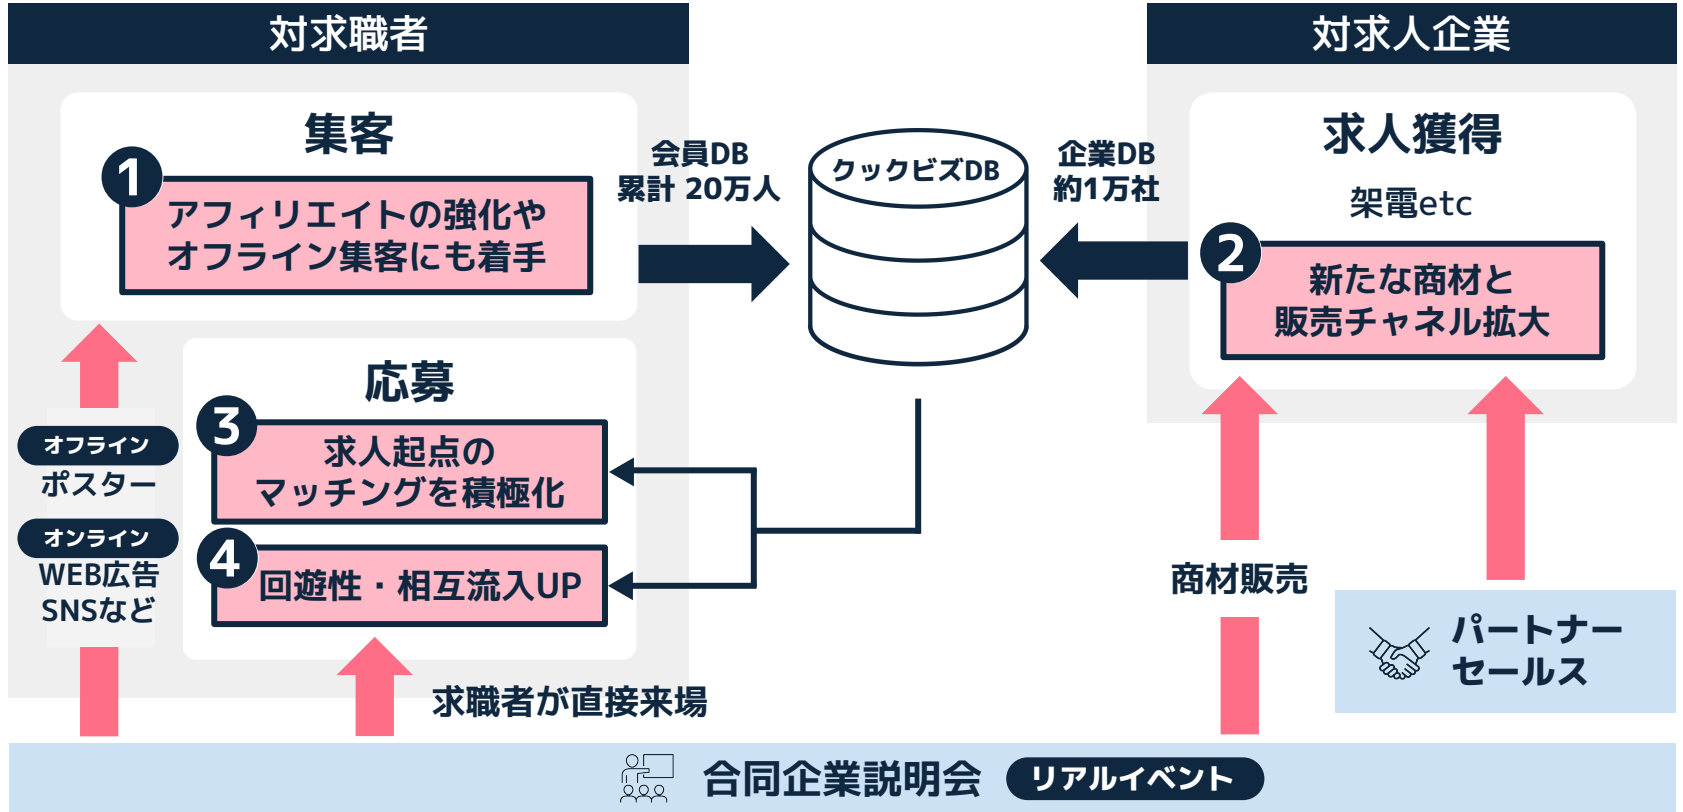 対求職者
集客
1
アフィリエイトの強化や
オフライン集客にも着手
応募
3
求人起点の
マッチングを積極化
4
回遊性・相互流入UP
オフライン
ポスター
オンライン
WEB広告
SNSなど
求職者が直接来場
会員DB
累計 20万人
クックビズDB
企業DB
約1万社
対求人企業
求人獲得
架電etc
2
新たな商材と
販売チャネル拡大
商材販売
パートナー
セールス
合同企業説明会
リアルイベント